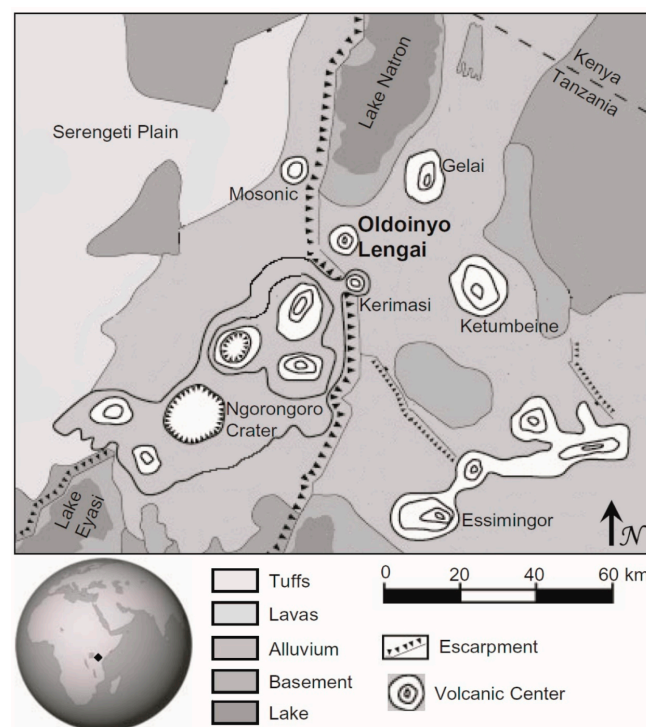 Kenya
Tanzania
Lake Natron
Serengeti Plain
Gelai
Mosonic
Oldoinyo
Lengai
Kerimasi
Ketumbeine
Ngorongoro
Crater
Lake
Eyasi
Essimingor
N
Tuffs
Lavas
Alluvium
Basement
Lake
0 20 40 60 km
Escarpment
Volcanic Center